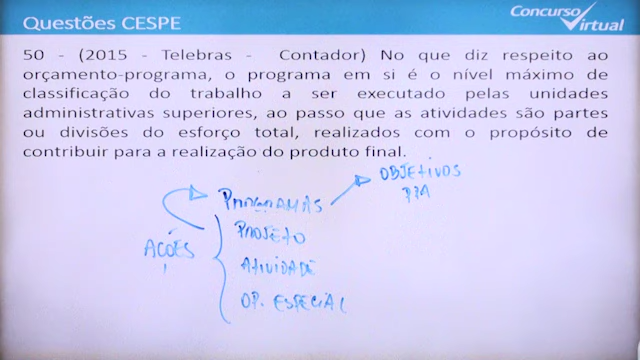 Questões CESPE
Concurso
Virtual
50 - (2015 - Telebras - Contador) No que diz respeito ao
orçamento-programa, o programa em si é o nível máximo de
classificação do trabalho a ser executado pelas unidades
administrativas superiores, ao passo que as atividades são partes
ou divisões do esforço total, realizados com o propósito de
contribuir para a realização do produto final.
OBJETIVOS
PPA
PROGRAMAS
PROJETO
AÇÕES
ATIVIDADE
OP. ESPECIAL